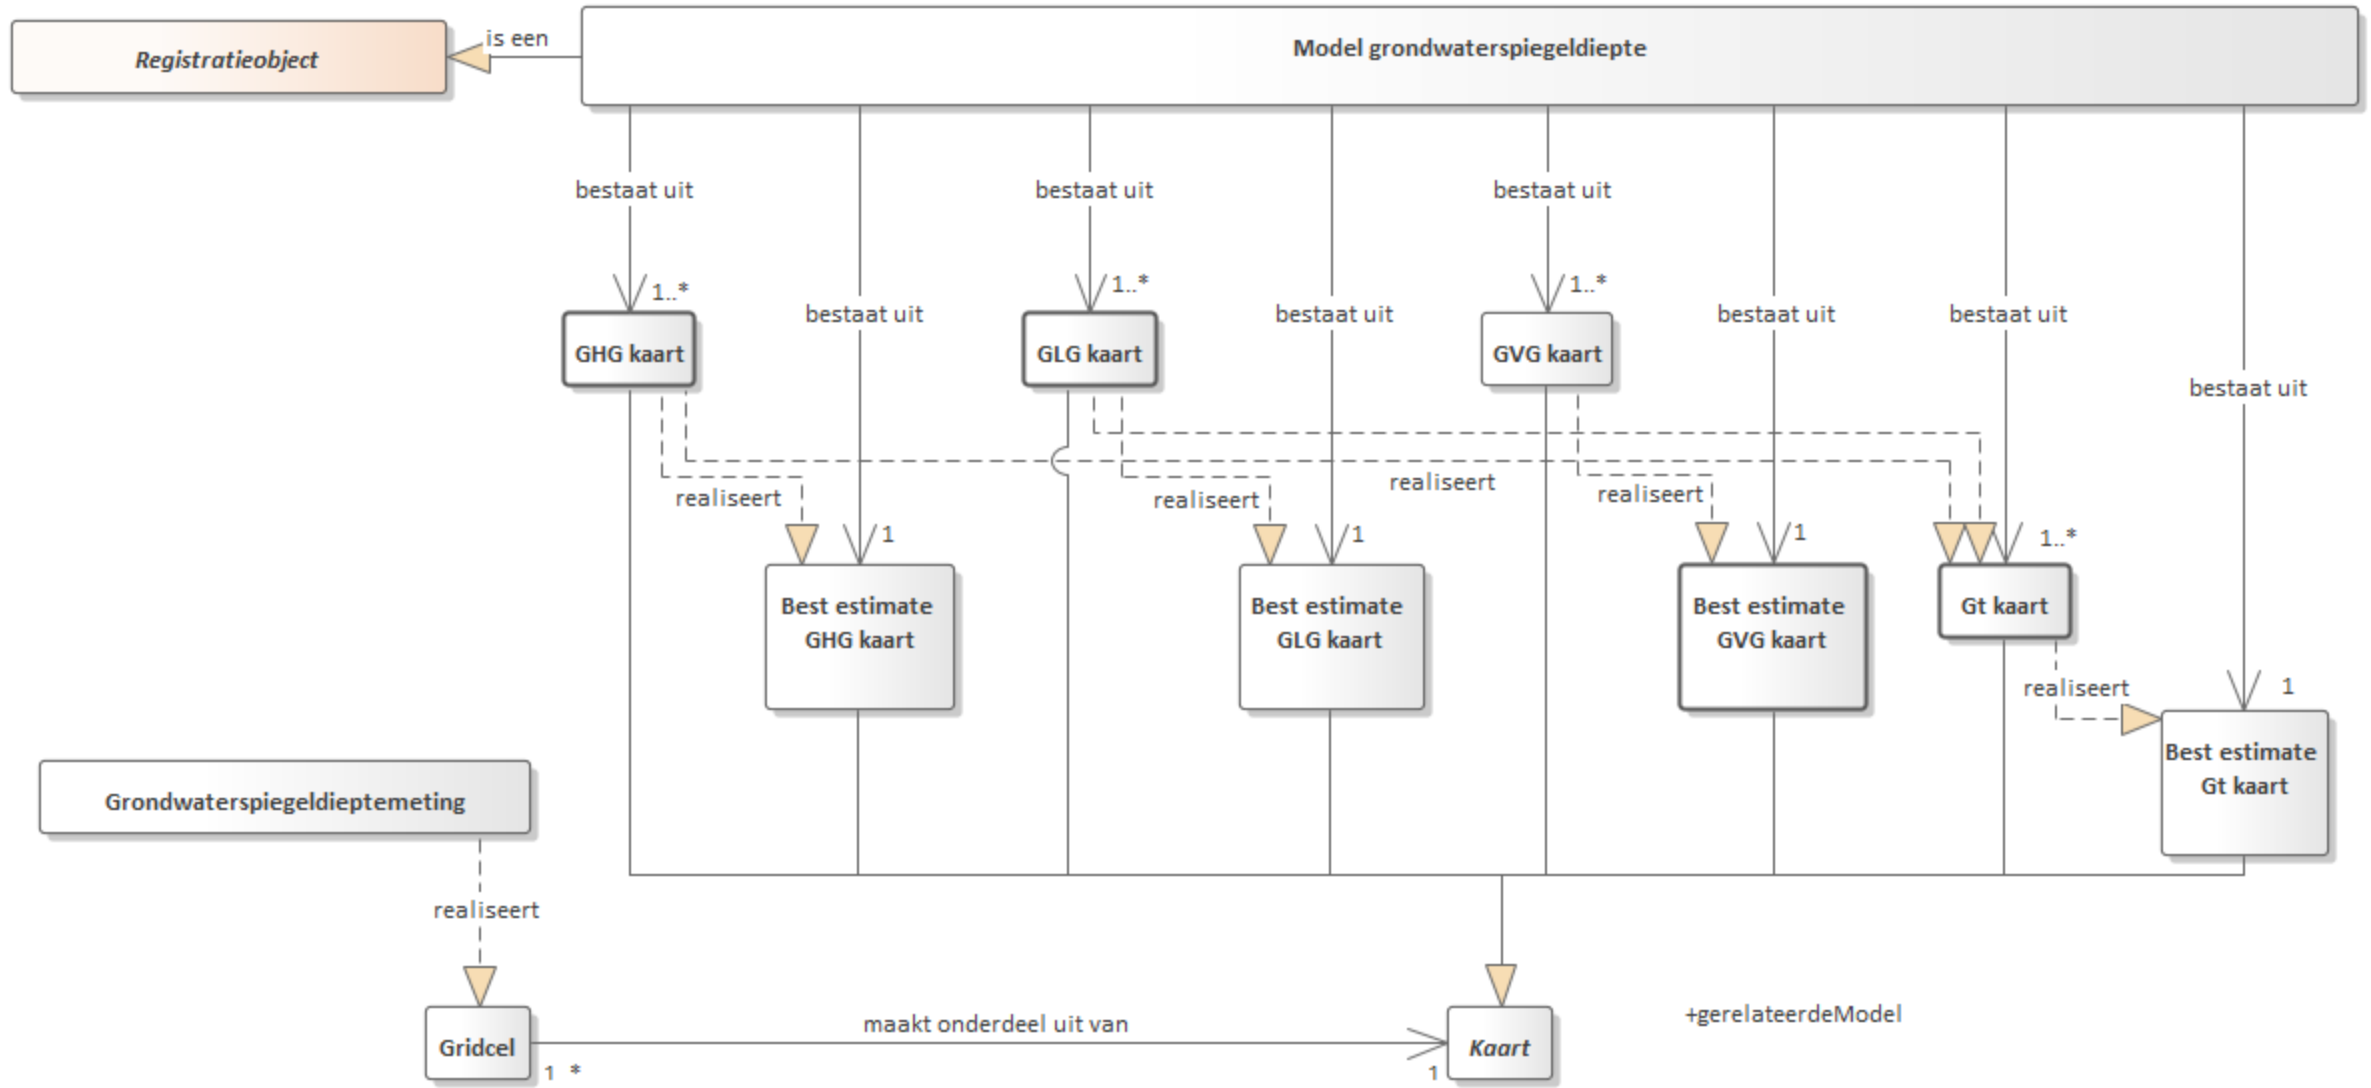 is een
Registratieobject
Model grondwaterspiegeldiepte
bestaat uit
bestaat uit
bestaat uit
1..*
1..*
1..*
bestaat uit
bestaat uit
bestaat uit
bestaat uit
GHG kaart
GLG kaart
GVG kaart
bestaat uit
realiseert
realiseert
realiseert
realiseert
1
1
1
1..*
Best estimate
GHG kaart
Best estimate
GLG kaart
Best estimate
GVG kaart
Gt kaart
realiseert
1
Best estimate
Gt kaart
Grondwaterspiegeldieptemeting
realiseert
+gerelateerdeModel
maakt onderdeel uit van
Gridcel
Kaart
1 *
1